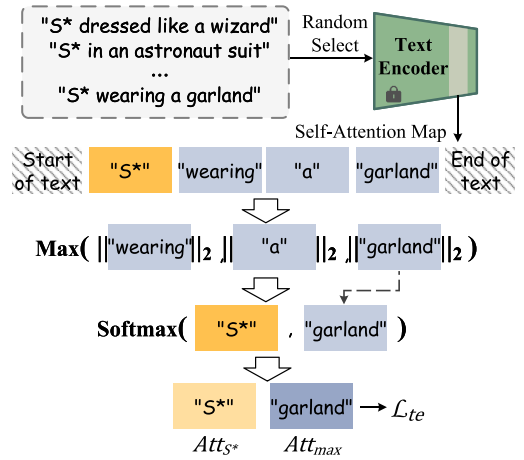 "S* dressed like a wizard"
"S* in an astronaut suit"
...
"S* wearing a garland"
Random
Select
Text
Encoder
Self-Attention Map
Start of text "S*" "wearing" "a" "garland" End of text
Max( ||"wearing"||₂ ,||"a"||₂ ,||"garland"||₂ )
Softmax( "S*" , "garland" )
"S*" "garland" ℒte
AttS* Attmax